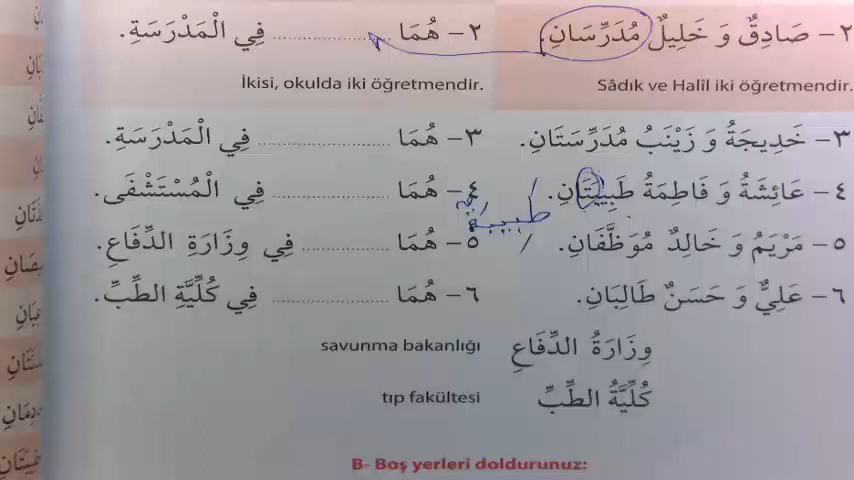 ٢- صَادِقٌ وَ خَلِيلٌ مُدَرِّسَانِ. ٢- هُمَا ........................ فِي الْمَدْرَسَةِ.
Sâdık ve Halîl iki öğretmendir. İkisi, okulda iki öğretmendir.
٣- خَدِيجَةُ وَ زَيْنَبُ مُدَرِّسَتَانِ. ٣- هُمَا ........................ فِي الْمَدْرَسَةِ.
٤- عَائِشَةُ وَ فَاطِمَةُ طَبِيبَتَانِ. ٤- هُمَا ........................ فِي الْمُسْتَشْفَى.
طَبِيبَةٌ
٥- مَرْيَمُ وَ خَالِدٌ مُوَظَّفَانِ. ٥- هُمَا ................ فِي وِزَارَةِ الدِّفَاعِ.
٦- عَلِيٌّ وَ حَسَنٌ طَالِبَانِ. ٦- هُمَا ........................ فِي كُلِّيَّةِ الطِّبِّ.
وِزَارَةُ الدِّفَاعِ savunma bakanlığı
كُلِّيَّةُ الطِّبِّ tıp fakültesi
B- Boş yerleri doldurunuz: